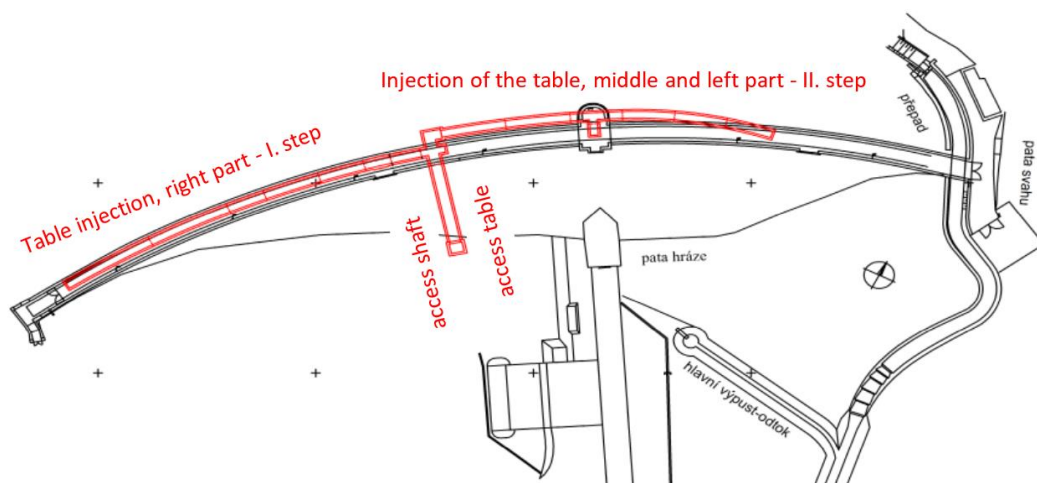 Injection of the table, middle and left part - II. step
Table injection, right part - I. step
přepad
pata svahu
access shaft
access table
pata hráze
hlavní výpust-odtok